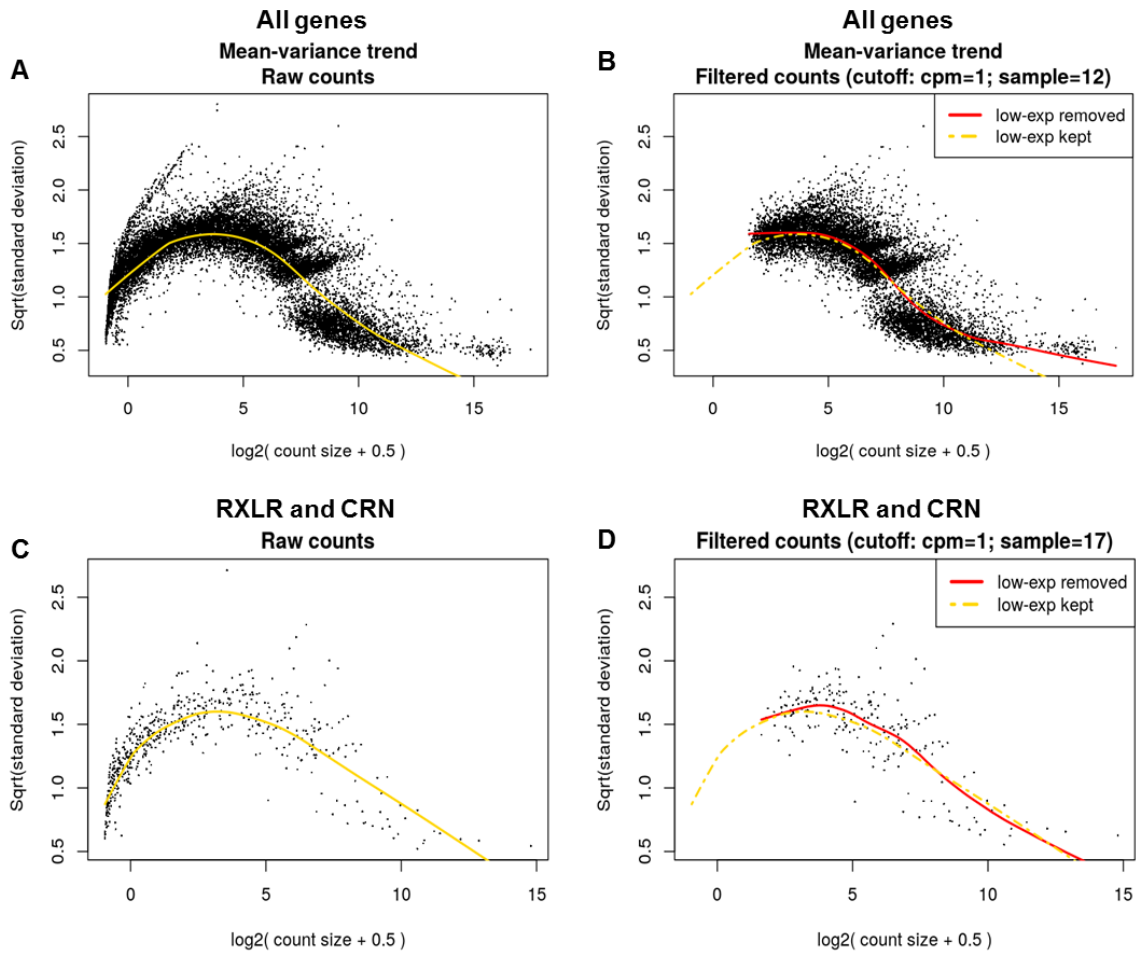 All genes
A
Mean-variance trend
Raw counts
Sqrt(standard deviation)
2.5
2.0
1.5
1.0
0.5
0
5
10
15
log2( count size + 0.5 )
All genes
B
Mean-variance trend
Filtered counts (cutoff: cpm=1; sample=12)
low-exp removed
low-exp kept
Sqrt(standard deviation)
2.5
2.0
1.5
1.0
0.5
0
5
10
15
log2( count size + 0.5 )
RXLR and CRN
C
Raw counts
Sqrt(standard deviation)
2.5
2.0
1.5
1.0
0.5
0
5
10
15
log2( count size + 0.5 )
RXLR and CRN
D
Filtered counts (cutoff: cpm=1; sample=17)
low-exp removed
low-exp kept
Sqrt(standard deviation)
2.5
2.0
1.5
1.0
0.5
0
5
10
15
log2( count size + 0.5 )